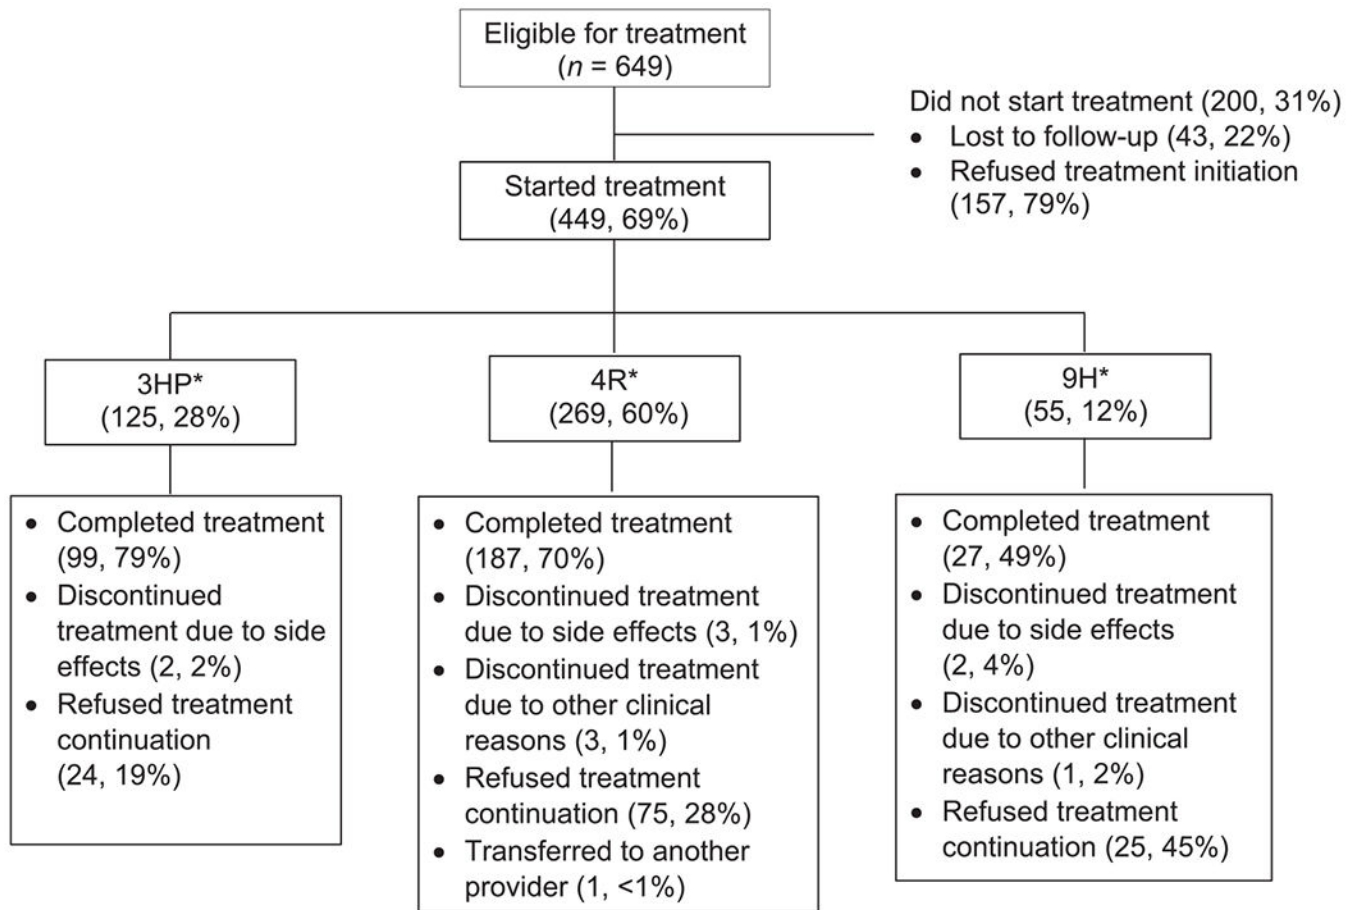 Eligible for treatment
(n = 649)
Did not start treatment (200, 31%)
• Lost to follow-up (43, 22%)
• Refused treatment initiation
(157, 79%)
Started treatment
(449, 69%)
3HP*
(125, 28%)
4R*
(269, 60%)
9H*
(55, 12%)
• Completed treatment
(99, 79%)
• Discontinued
treatment due to side
effects (2, 2%)
• Refused treatment
continuation
(24, 19%)
• Completed treatment
(187, 70%)
• Discontinued treatment
due to side effects (3, 1%)
• Discontinued treatment
due to other clinical
reasons (3, 1%)
• Refused treatment
continuation (75, 28%)
• Transferred to another
provider (1, <1%)
• Completed treatment
(27, 49%)
• Discontinued treatment
due to side effects
(2, 4%)
• Discontinued treatment
due to other clinical
reasons (1, 2%)
• Refused treatment
continuation (25, 45%)